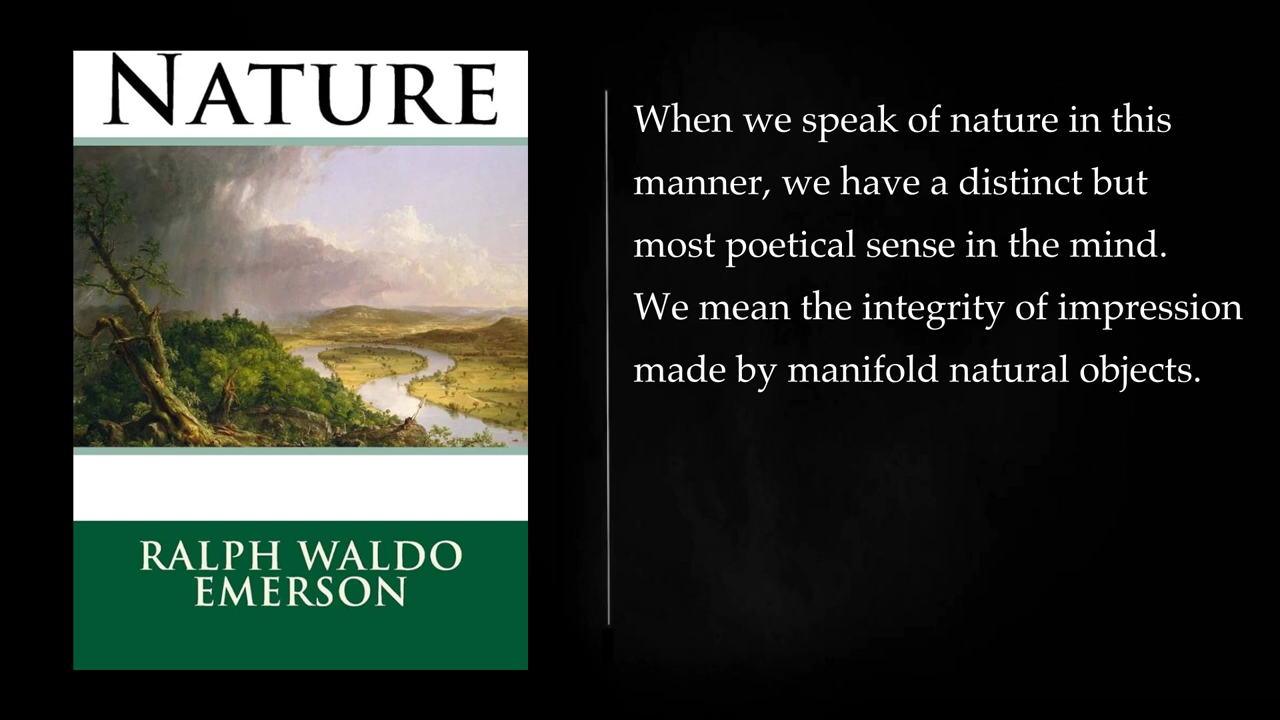 NATURE
RALPH WALDO
EMERSON
When we speak of nature in this
manner, we have a distinct but
most poetical sense in the mind.
We mean the integrity of impression
made by manifold natural objects.